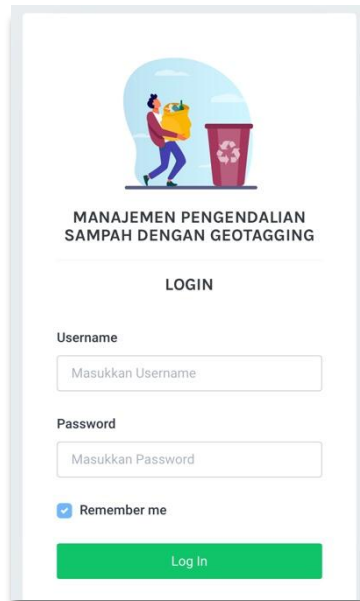 MANAJEMEN PENGENDALIAN
SAMPAH DENGAN GEOTAGGING
LOGIN
Username
Masukkan Username
Password
Masukkan Password
Remember me
Log In